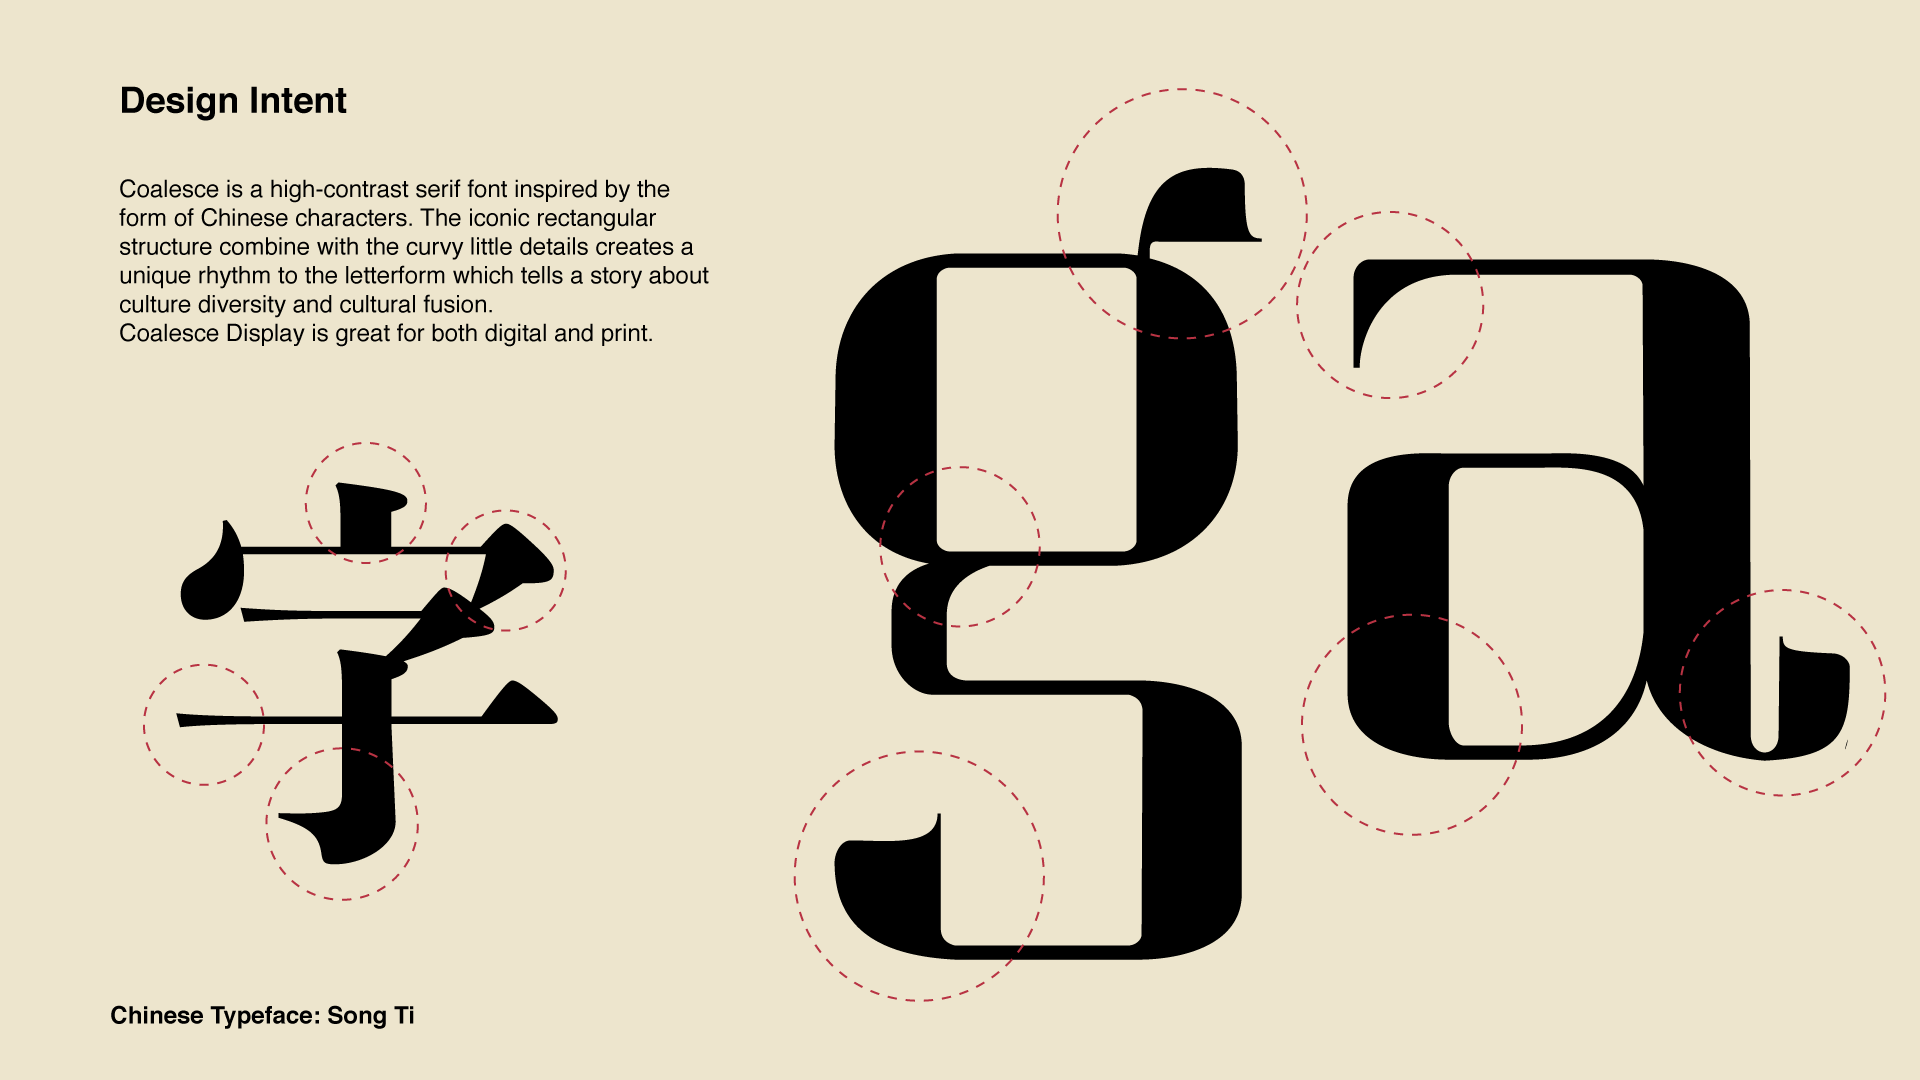 Design Intent
Coalesce is a high-contrast serif font inspired by the
form of Chinese characters. The iconic rectangular
structure combine with the curvy little details creates a
unique rhythm to the letterform which tells a story about
culture diversity and cultural fusion.
Coalesce Display is great for both digital and print.
字
ga
Chinese Typeface: Song Ti